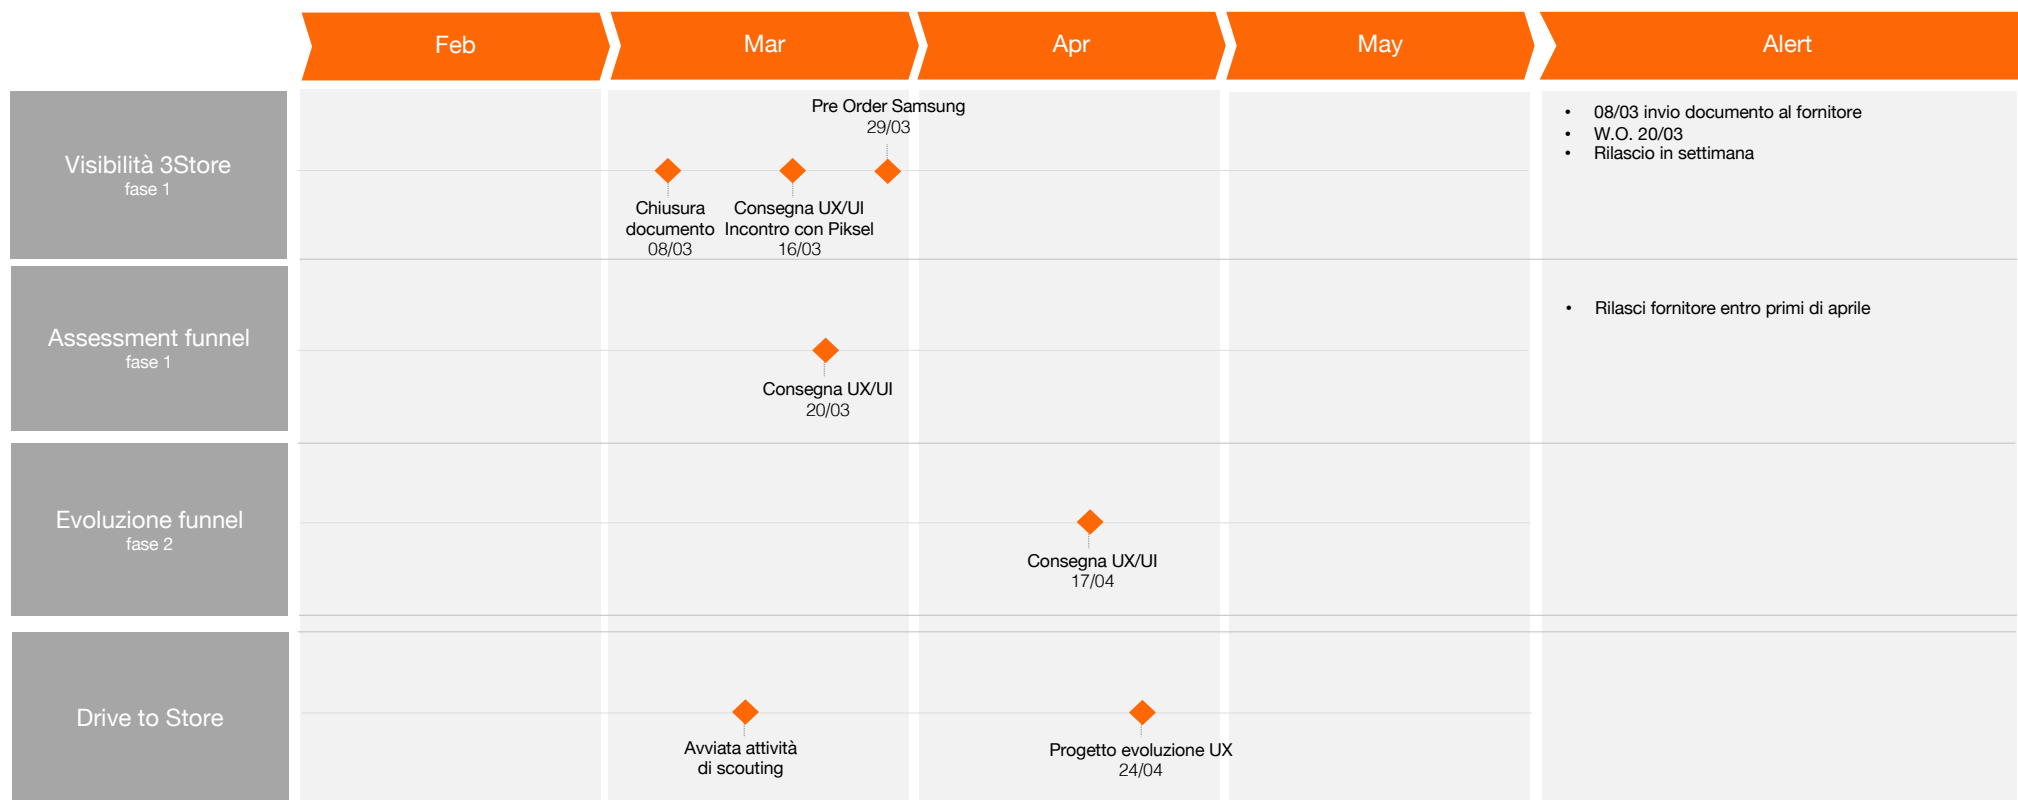 Feb
Mar
Apr
May
Alert
Visibilità 3Store
fase 1
Pre Order Samsung
29/03
Chiusura
documento
08/03
Consegna UX/UI
Incontro con Piksel
16/03
• 08/03 invio documento al fornitore
• W.O. 20/03
• Rilascio in settimana
Assessment funnel
fase 1
Consegna UX/UI
20/03
• Rilasci fornitore entro primi di aprile
Evoluzione funnel
fase 2
Consegna UX/UI
17/04
Drive to Store
Avviata attività
di scouting
Progetto evoluzione UX
24/04